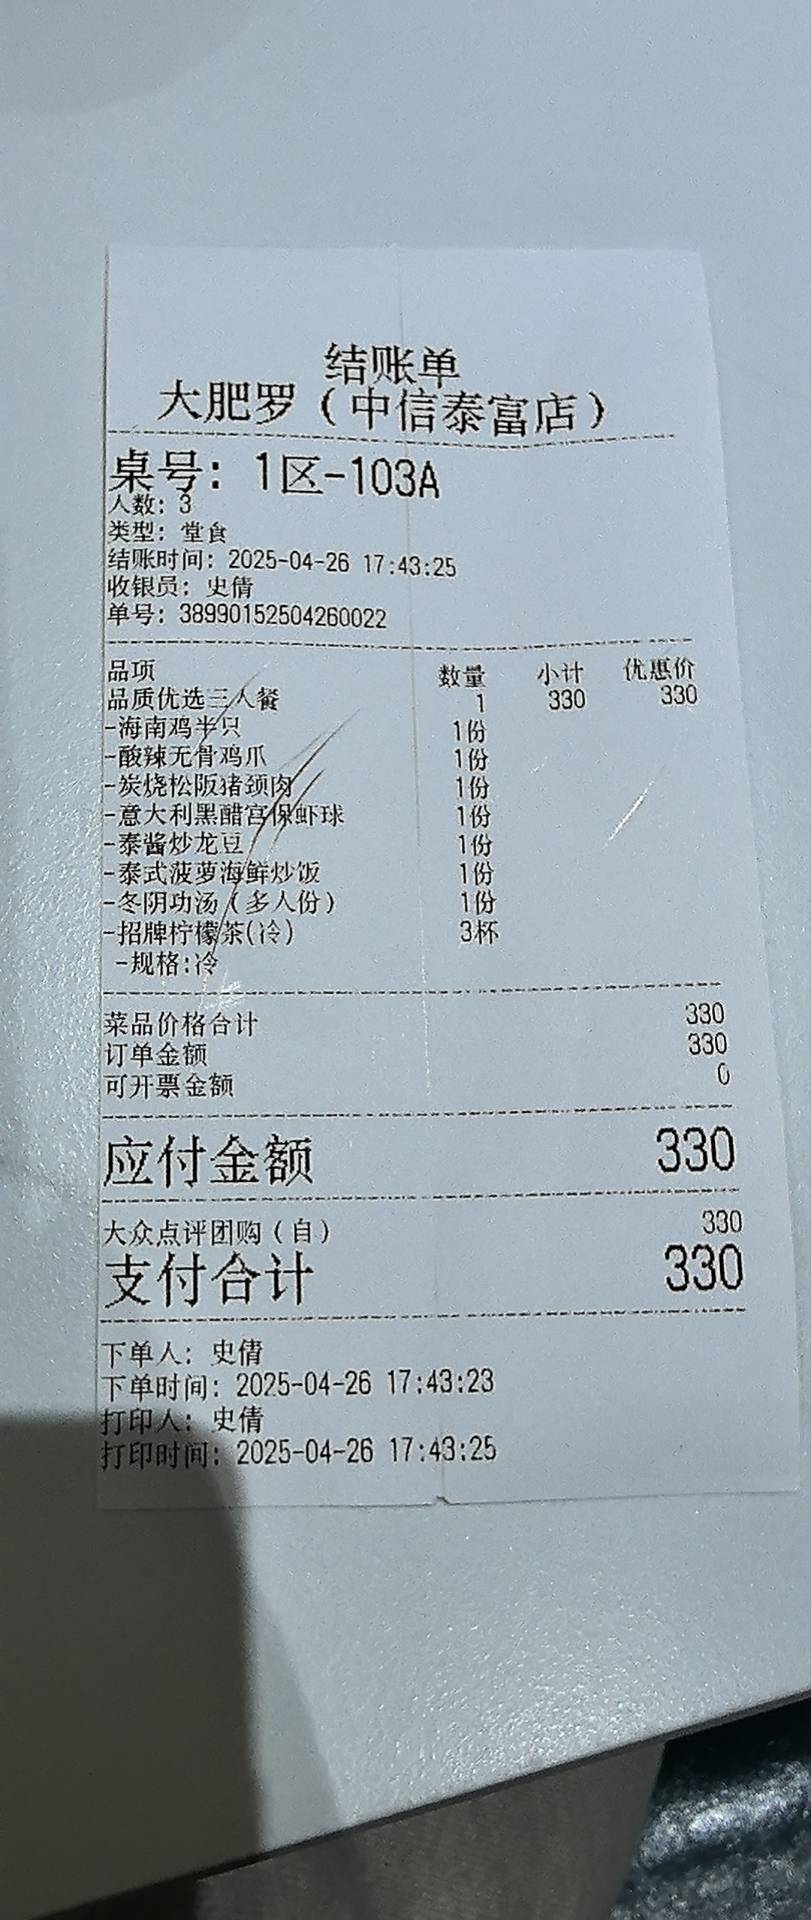 结账单
大肥罗（中信泰富店）
桌号: 1区-103A
人数: 3
类型: 堂食
结账时间: 2025-04-26 17:43:25
收银员: 史倩
单号: 38990152504260022
品项 数量 小计 优惠价
品质优选三人餐 1 330 330
-海南鸡半只 1份
-酸辣无骨鸡爪 1份
-炭烧松阪猪颈肉 1份
-意大利黑醋宫保虾球 1份
-泰酱炒龙豆 1份
-泰式菠萝海鲜炒饭 1份
-冬阴功汤（多人份） 1份
-招牌柠檬茶(冷) 3杯
-规格:冷
菜品价格合计 330
订单金额 330
可开票金额 0
应付金额 330
大众点评团购（自） 330
支付合计 330
下单人: 史倩
下单时间: 2025-04-26 17:43:23
打印人: 史倩
打印时间: 2025-04-26 17:43:25